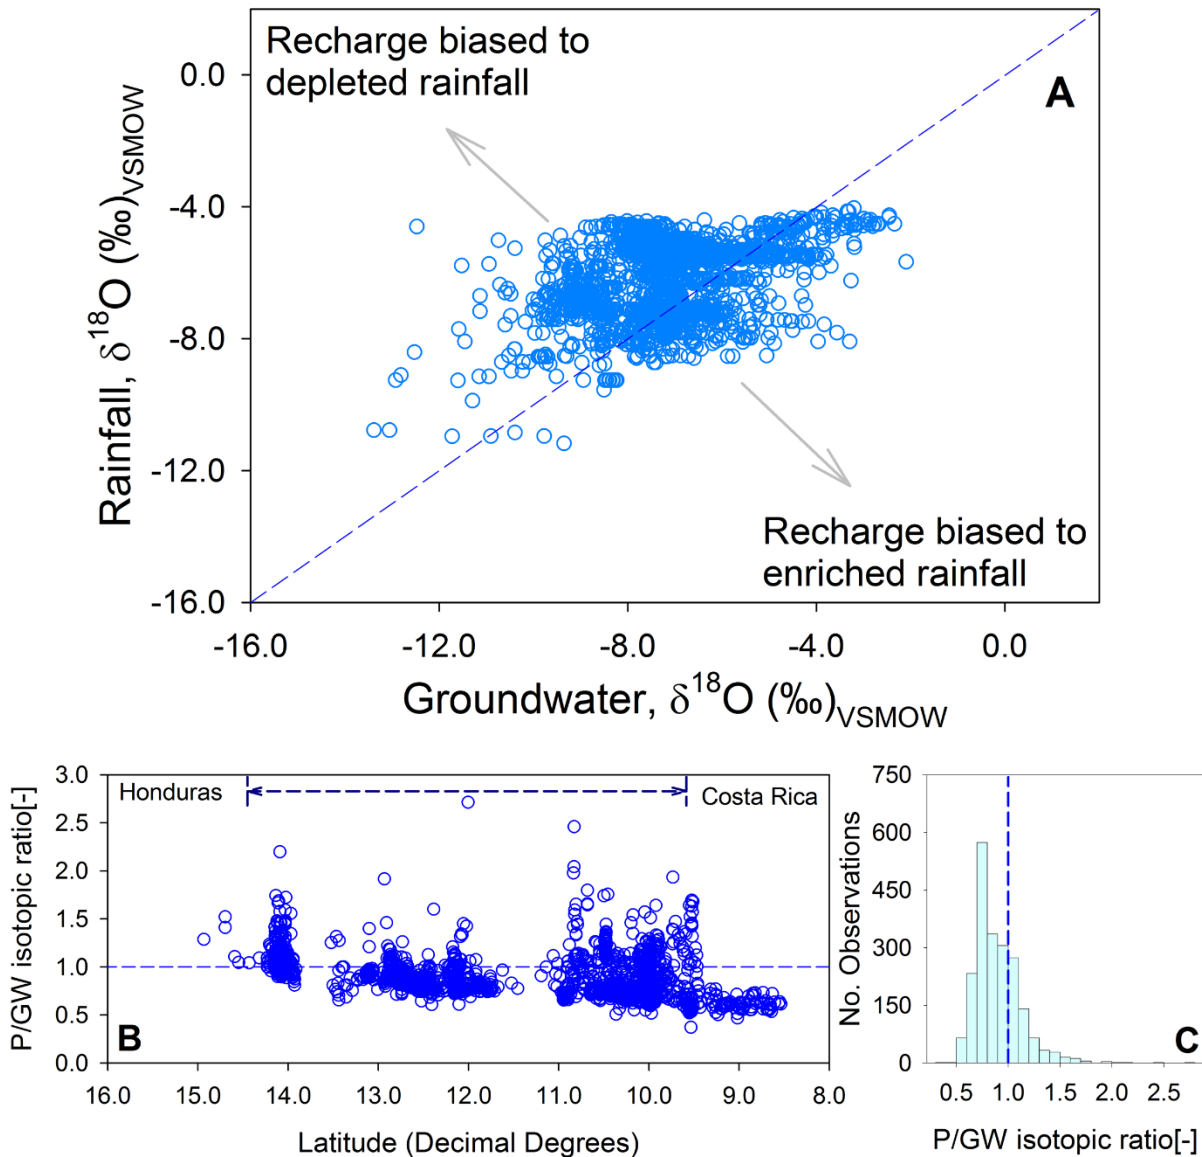 Recharge biased to
depleted rainfall
A
0.0
-4.0
-8.0
-12.0
-16.0
Rainfall, δ¹⁸O (‰)VSMOW
Recharge biased to
enriched rainfall
-16.0 -12.0 -8.0 -4.0 0.0
Groundwater, δ¹⁸O (‰)VSMOW
3.0
2.5
2.0
1.5
1.0
0.5
0.0
P/GW isotopic ratio[-]
Honduras
Costa Rica
B
16.0 15.0 14.0 13.0 12.0 11.0 10.0 9.0 8.0
Latitude (Decimal Degrees)
750
600
450
300
150
0
No. Observations
C
0.5 1.0 1.5 2.0 2.5
P/GW isotopic ratio[-]